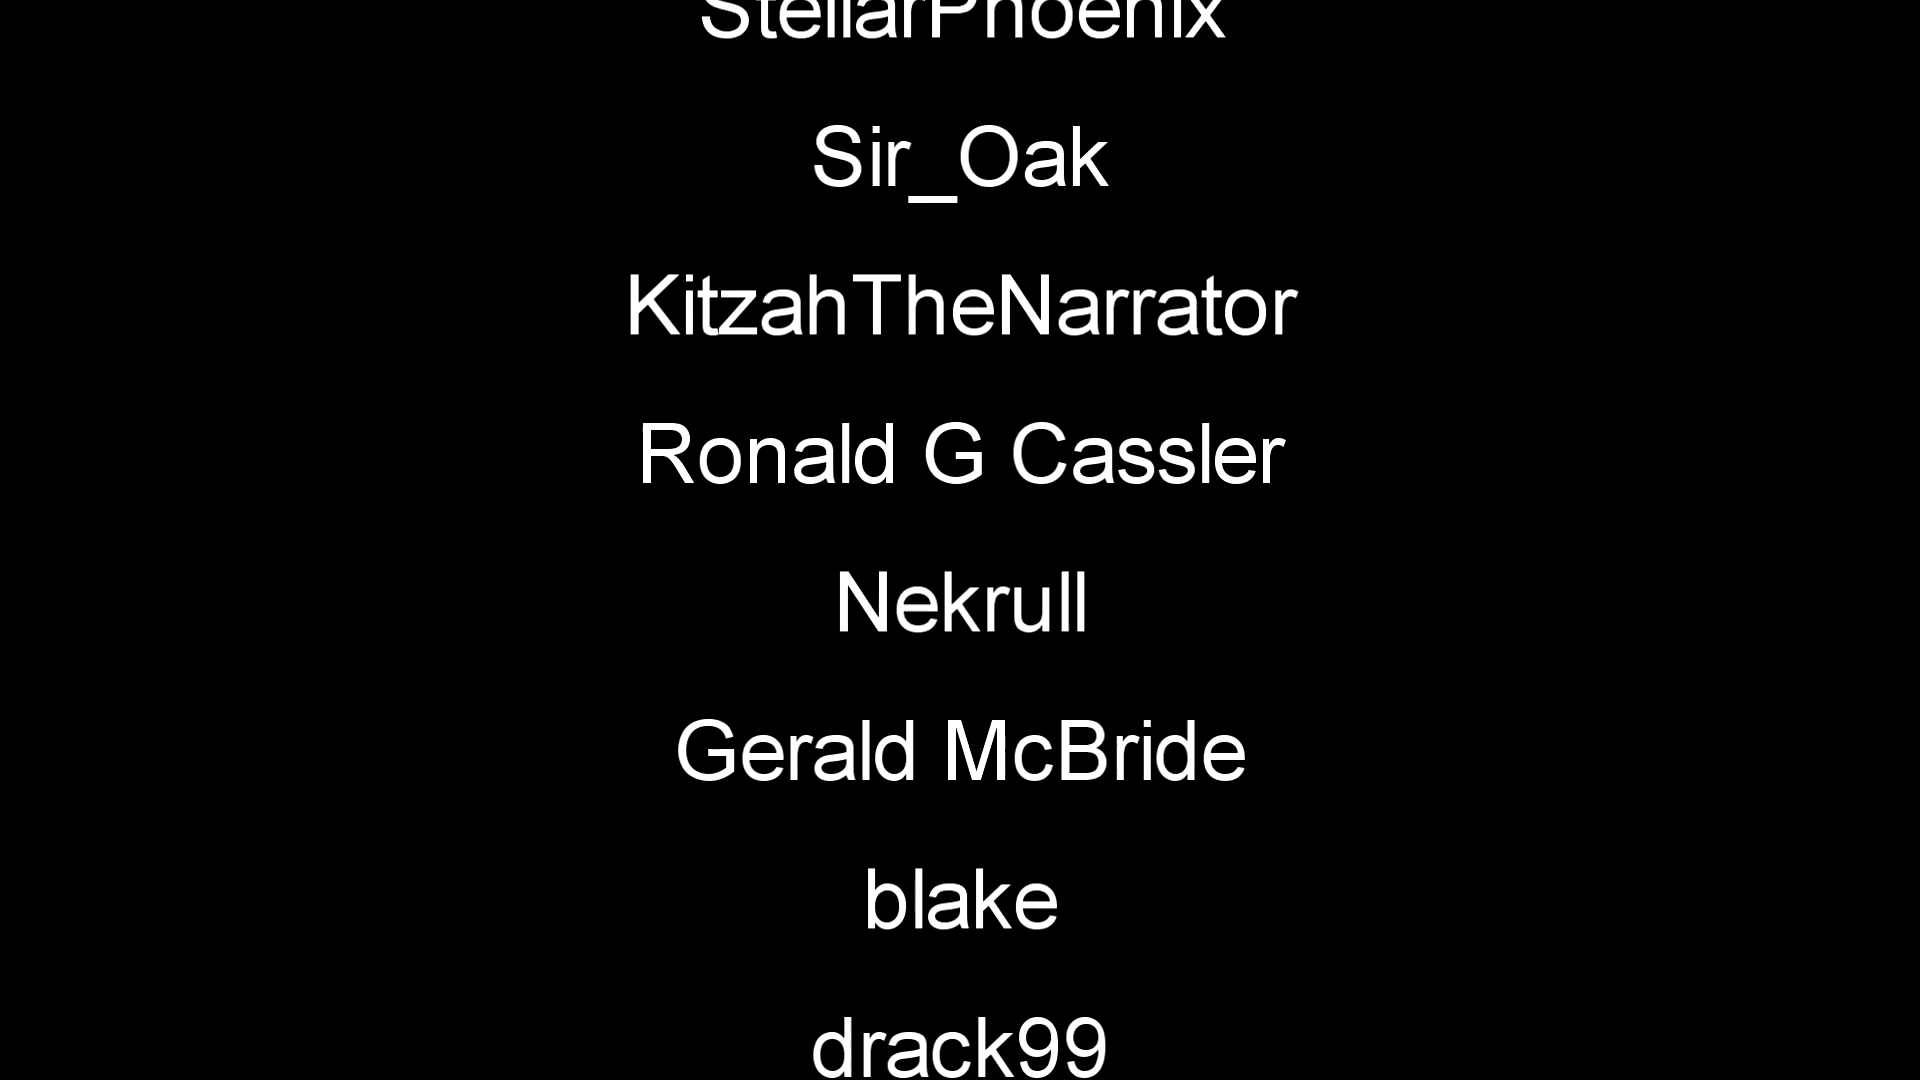 StellarPhoenix
Sir_Oak
KitzahTheNarrator
Ronald G Cassler
Nekrull
Gerald McBride
blake
drack99